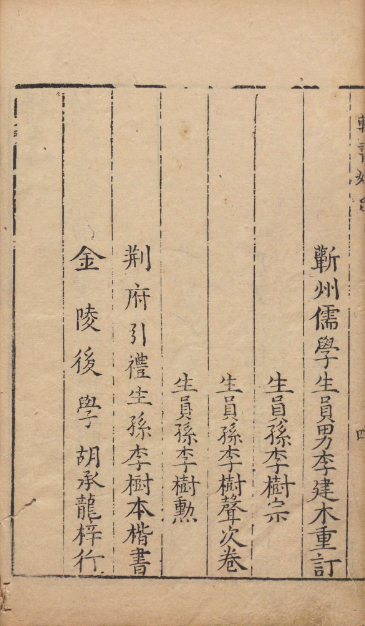 蘄州儒學生員男李建木重訂
生員孫李樹宗
生員孫李樹聲次卷
生員孫李樹勳
荆府引禮生孫李樹本楷書
金陵後學胡承龍梓行